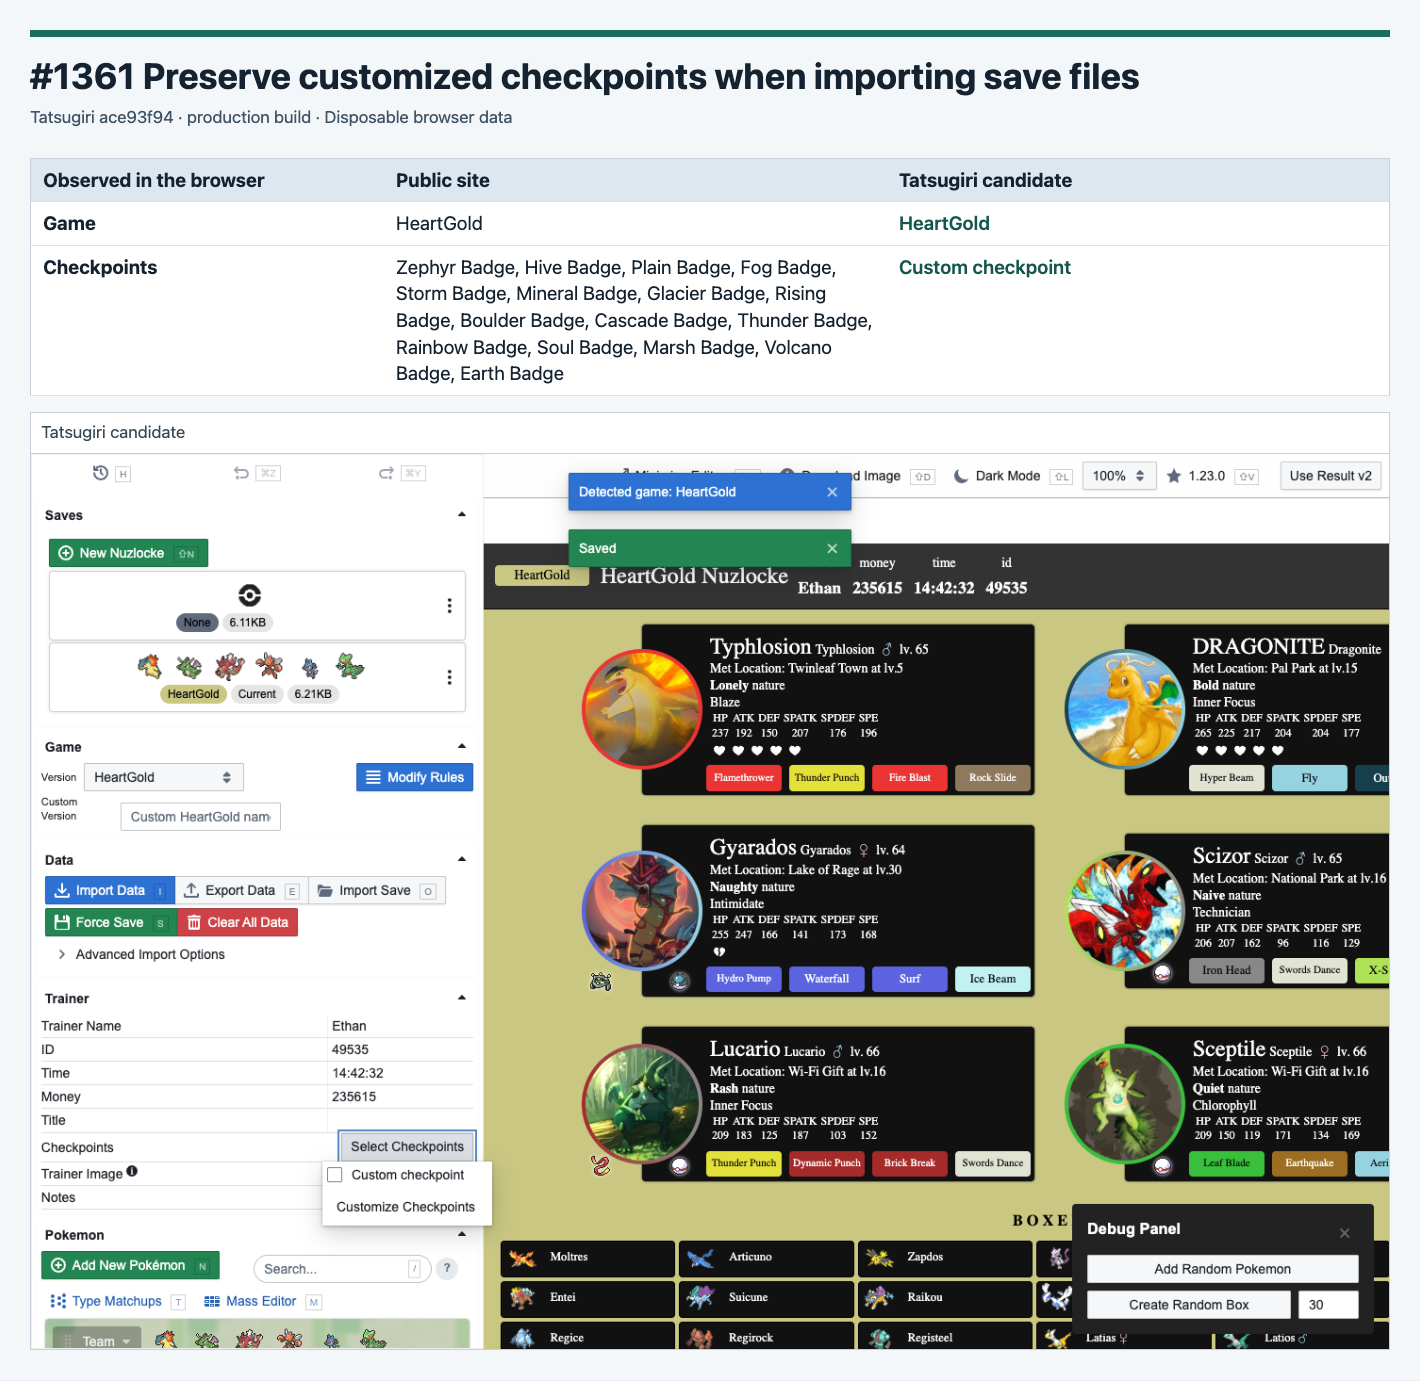 #1361 Preserve customized checkpoints when importing save files
Tatsugiri ace93f94 · production build · Disposable browser data
Observed in the browser
Public site
Tatsugiri candidate
Game
HeartGold
HeartGold
Checkpoints
Zephyr Badge, Hive Badge, Plain Badge, Fog Badge,
Storm Badge, Mineral Badge, Glacier Badge, Rising
Badge, Boulder Badge, Cascade Badge, Thunder Badge,
Rainbow Badge, Soul Badge, Marsh Badge, Volcano
Badge, Earth Badge
Custom checkpoint
Tatsugiri candidate
H
⌘Z
⌘Y
Saves
New Nuzlocke ⇧N
None 6.11KB
HeartGold Current 6.21KB
Game
Version HeartGold
Modify Rules
Custom
Version
Custom HeartGold nam
Data
Import Data I
Export Data E
Import Save O
Force Save S
Clear All Data
Advanced Import Options
Trainer
Trainer Name Ethan
ID 49535
Time 14:42:32
Money 235615
Title
Checkpoints
Select Checkpoints
Trainer Image
Custom checkpoint
Notes
Customize Checkpoints
Pokemon
Add New Pokémon N
Search... /
?
Type Matchups T
Mass Editor M
Team
Image ⇧D
Dark Mode ⇧L
100%
1.23.0 ⇧V
Use Result v2
Detected game: HeartGold
Saved
HeartGold
HeartGold Nuzlocke
Ethan
money
235615
time
14:42:32
id
49535
Typhlosion Typhlosion ♂ lv. 65
Met Location: Twinleaf Town at lv.5
Lonely nature
Blaze
HP ATK DEF SPATK SPDEF SPE
237 192 150 207 176 196
Flamethrower Thunder Punch Fire Blast Rock Slide
DRAGONITE Dragonite
Met Location: Pal Park at lv.15
Bold nature
Inner Focus
HP ATK DEF SPATK SPDEF SPE
265 225 217 204 204 177
Hyper Beam Fly Ou
Gyarados Gyarados ♀ lv. 64
Met Location: Lake of Rage at lv.30
Naughty nature
Intimidate
HP ATK DEF SPATK SPDEF SPE
255 247 166 141 173 168
Hydro Pump Waterfall Surf Ice Beam
Scizor Scizor ♂ lv. 65
Met Location: National Park at lv.16
Naive nature
Technician
HP ATK DEF SPATK SPDEF SPE
206 207 162 96 116 129
Iron Head Swords Dance X-S
Lucario Lucario ♂ lv. 66
Met Location: Wi-Fi Gift at lv.16
Rash nature
Inner Focus
HP ATK DEF SPATK SPDEF SPE
209 183 125 187 103 152
Thunder Punch Dynamic Punch Brick Break Swords Dance
Sceptile Sceptile ♀ lv. 66
Met Location: Wi-Fi Gift at lv.16
Quiet nature
Chlorophyll
HP ATK DEF SPATK SPDEF SPE
209 150 119 171 134 169
Leaf Blade Earthquake Aeri
BOXE
Moltres Articuno Zapdos
Entei Suicune Raikou
Regice Regirock Registeel Latias ♀ Latios ♂
Debug Panel
Add Random Pokemon
Create Random Box 30